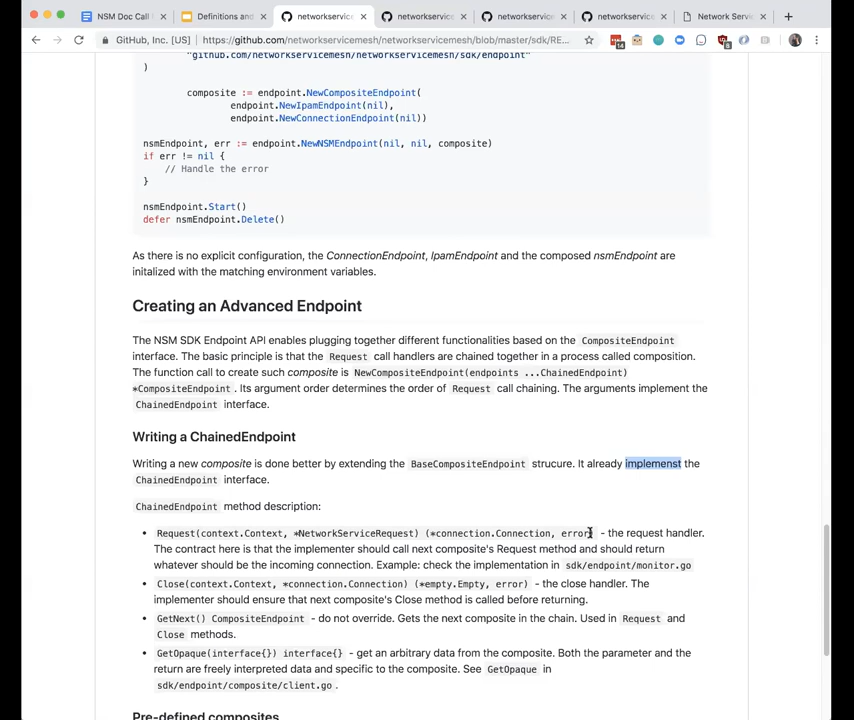 NSM Doc Call
Definitions and
networkservice
networkservice
networkservice
networkservice
Network Servi
GitHub, Inc. [US] https://github.com/networkservicemesh/networkservicemesh/blob/master/sdk/RE...
14
8
"github.com/networkservicemesh/networkservicemesh/sdk/endpoint"
)
composite := endpoint.NewCompositeEndpoint(
endpoint.NewIpamEndpoint(nil),
endpoint.NewConnectionEndpoint(nil))
nsmEndpoint, err := endpoint.NewNSMEndpoint(nil, nil, composite)
if err != nil {
// Handle the error
}
nsmEndpoint.Start()
defer nsmEndpoint.Delete()
As there is no explicit configuration, the ConnectionEndpoint, IpamEndpoint and the composed nsmEndpoint are
initalized with the matching environment variables.
Creating an Advanced Endpoint
The NSM SDK Endpoint API enables plugging together different functionalities based on the CompositeEndpoint
interface. The basic principle is that the Request call handlers are chained together in a process called composition.
The function call to create such composite is NewCompositeEndpoint(endpoints ...ChainedEndpoint)
*CompositeEndpoint . Its argument order determines the order of Request call chaining. The arguments implement the
ChainedEndpoint interface.
Writing a ChainedEndpoint
Writing a new composite is done better by extending the BaseCompositeEndpoint strucure. It already implemenst the
ChainedEndpoint interface.
ChainedEndpoint method description:
• Request(context.Context, *NetworkServiceRequest) (*connection.Connection, error) - the request handler.
The contract here is that the implementer should call next composite's Request method and should return
whatever should be the incoming connection. Example: check the implementation in sdk/endpoint/monitor.go
• Close(context.Context, *connection.Connection) (*empty.Empty, error) - the close handler. The
implementer should ensure that next composite's Close method is called before returning.
• GetNext() CompositeEndpoint - do not override. Gets the next composite in the chain. Used in Request and
Close methods.
• GetOpaque(interface{}) interface{} - get an arbitrary data from the composite. Both the parameter and the
return are freely interpreted data and specific to the composite. See GetOpaque in
sdk/endpoint/composite/client.go .
Pre-defined composites